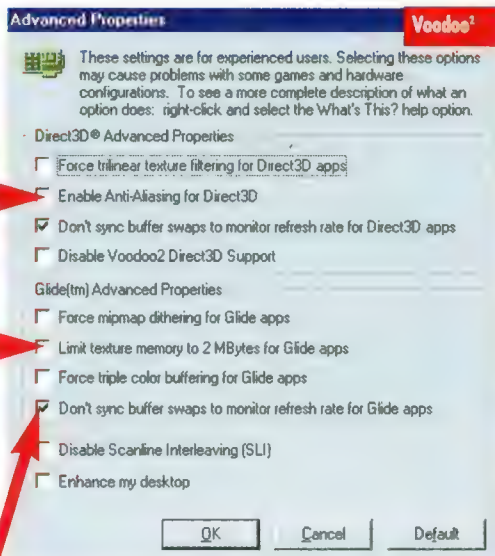 Advanced Properties
Voodoo²
These settings are for experienced users. Selecting these options
may cause problems with some games and hardware
configurations. To see a more complete description of what an
option does: right-click and select the What's This? help option.
Direct3D® Advanced Properties
Force trilinear texture filtering for Direct3D apps
Enable Anti-Aliasing for Direct3D
Don't sync buffer swaps to monitor refresh rate for Direct3D apps
Disable Voodoo2 Direct3D Support
Glide(tm) Advanced Properties
Force mipmap dithering for Glide apps
Limit texture memory to 2 MBytes for Glide apps
Force triple color buffering for Glide apps
Don't sync buffer swaps to monitor refresh rate for Glide apps
Disable Scanline Interleaving (SLI)
Enhance my desktop
OK Cancel Default